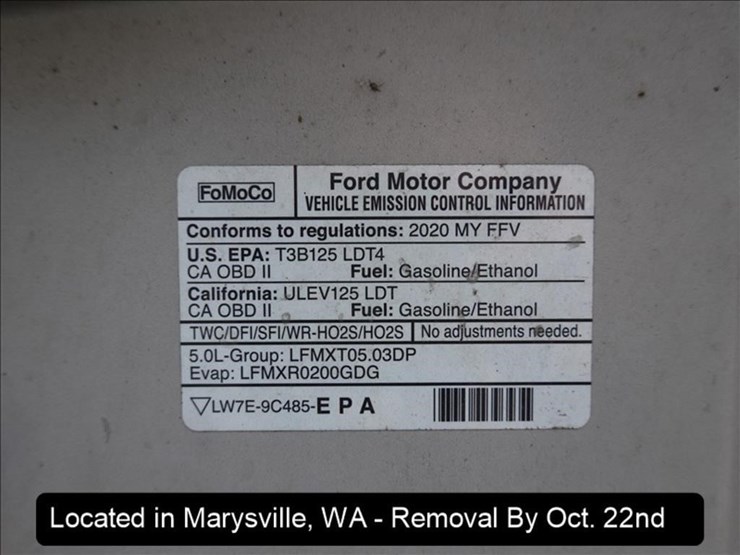 FoMoCo
Ford Motor Company
VEHICLE EMISSION CONTROL INFORMATION
Conforms to regulations: 2020 MY FFV
U.S. EPA: T3B125 LDT4
CA OBD II Fuel: Gasoline/Ethanol
California: ULEV125 LDT
CA OBD II Fuel: Gasoline/Ethanol
TWC/DFI/SFI/WR-HO2S/HO2S No adjustments needed.
5.0L-Group: LFMXT05.03DP
Evap: LFMXR0200GDG
LW7E-9C485-E P A
Located in Marysville, WA - Removal By Oct. 22nd